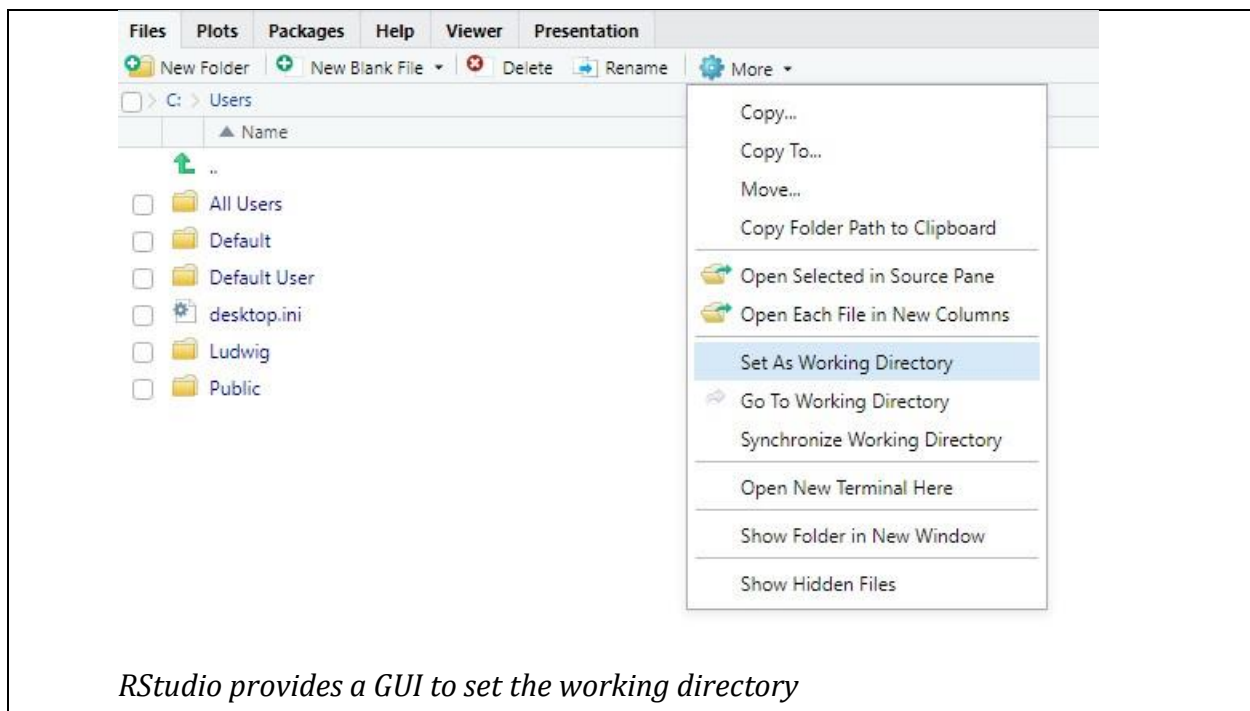 Files Plots Packages Help Viewer Presentation
New Folder New Blank File Delete Rename More
C: Users
Name
..
All Users
Default
Default User
desktop.ini
Ludwig
Public
Copy...
Copy To...
Move...
Copy Folder Path to Clipboard
Open Selected in Source Pane
Open Each File in New Columns
Set As Working Directory
Go To Working Directory
Synchronize Working Directory
Open New Terminal Here
Show Folder in New Window
Show Hidden Files
RStudio provides a GUI to set the working directory